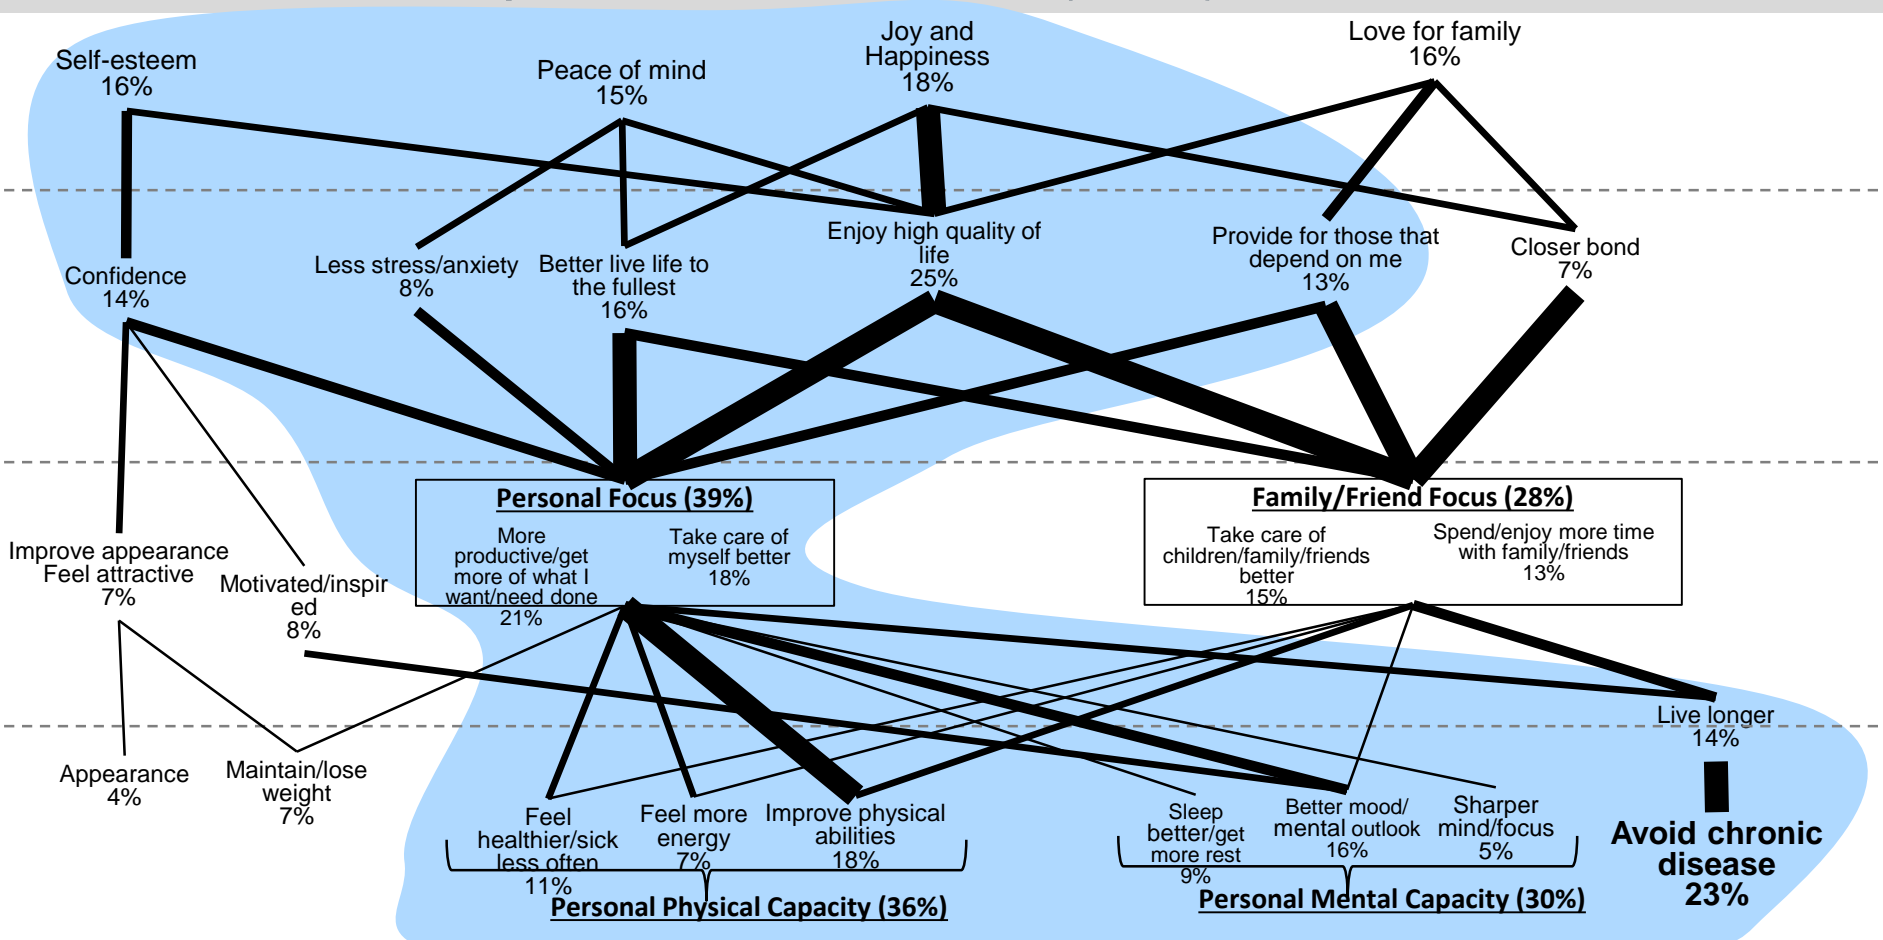 Self-esteem
16%
Peace of mind
15%
Joy and
Happiness
18%
Love for family
16%
Confidence
14%
Less stress/anxiety
8%
Better live life to
the fullest
16%
Enjoy high quality of
life
25%
Provide for those that
depend on me
13%
Closer bond
7%
Improve appearance
Feel attractive
7%
Motivated/inspir
ed
8%
Personal Focus (39%)
More
productive/get
more of what I
want/need done
21%
Take care of
myself better
18%
Family/Friend Focus (28%)
Take care of
children/family/friends
better
15%
Spend/enjoy more time
with family/friends
13%
Live longer
14%
Appearance
4%
Maintain/lose
weight
7%
Feel
healthier/sick
less often
11%
Feel more
energy
7%
Improve physical
abilities
18%
Personal Physical Capacity (36%)
Sleep
better/get
more rest
9%
Better mood/
mental outlook
16%
Sharper
mind/focus
5%
Personal Mental Capacity (30%)
Avoid chronic
disease
23%